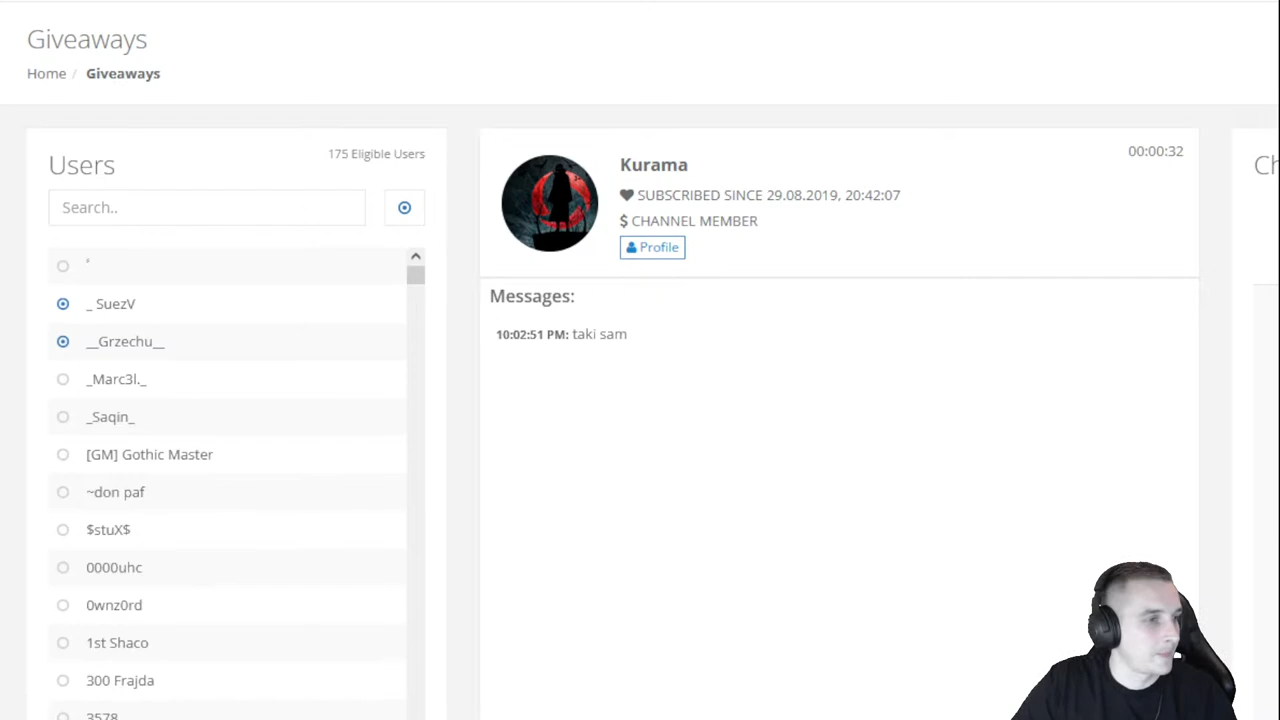 Giveaways
Home / Giveaways
Users
175 Eligible Users
Search..
'
_ SuezV
__Grzechu__
_Marc3l._
_Saqin_
[GM] Gothic Master
~don paf
$stuX$
0000uhc
0wnz0rd
1st Shaco
300 Frajda
3578
Kurama
00:00:32
SUBSCRIBED SINCE 29.08.2019, 20:42:07
$ CHANNEL MEMBER
Profile
Messages:
10:02:51 PM: taki sam